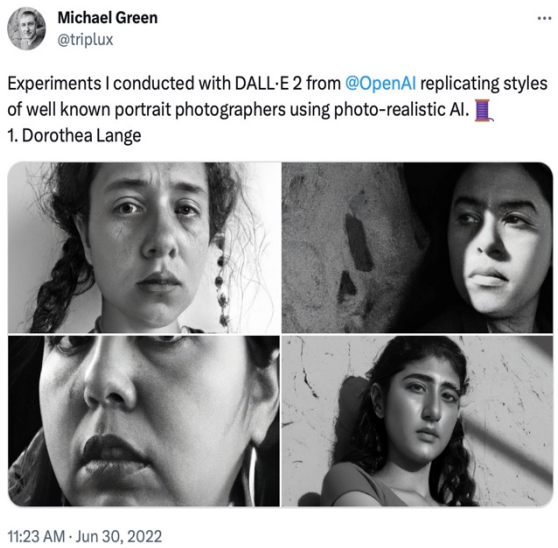 Michael Green
@triplux
Experiments I conducted with DALL·E 2 from @OpenAI replicating styles
of well known portrait photographers using photo-realistic AI. 🧵
1. Dorothea Lange
11:23 AM · Jun 30, 2022